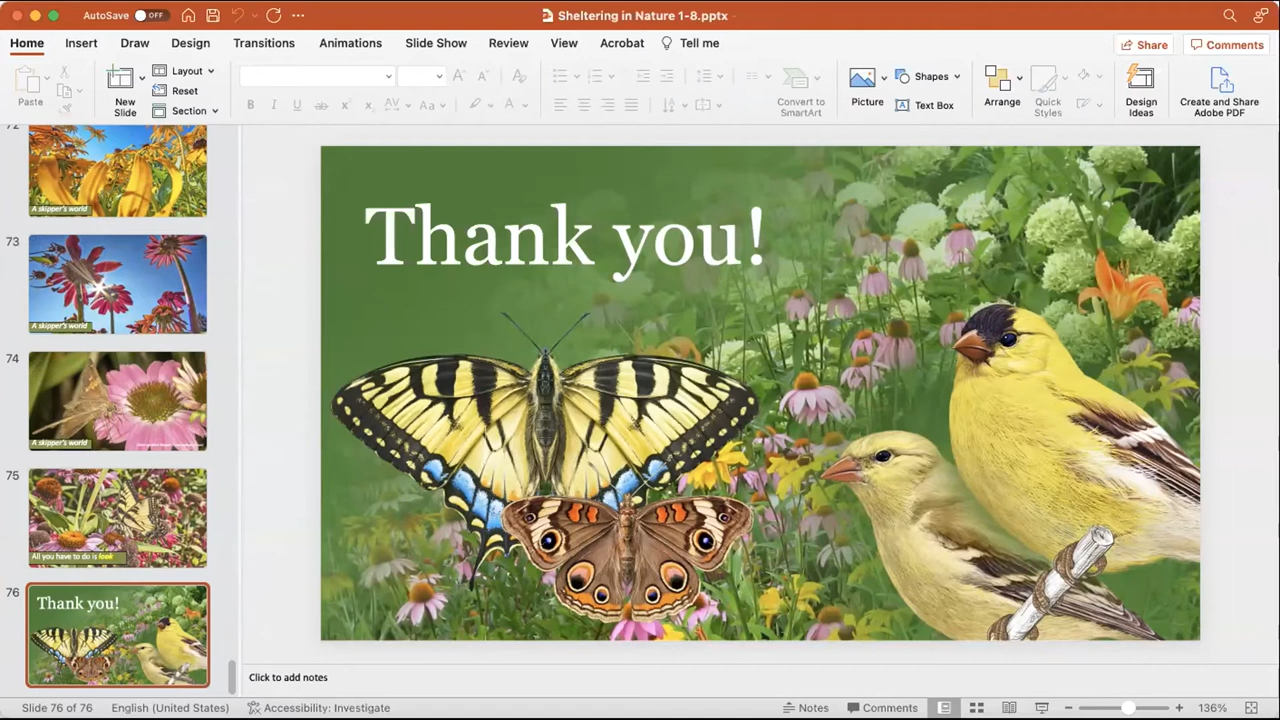 AutoSave OFF
Sheltering in Nature 1-8.pptx
Home Insert Draw Design Transitions Animations Slide Show Review View Acrobat Tell me
Share Comments
Paste
New Slide
Layout
Reset
Section
B I U
AV Aa A
Convert to SmartArt
Picture
Shapes
Text Box
Arrange
Quick Styles
Design Ideas
Create and Share Adobe PDF
72
A skipper's world
73
A skipper's world
74
A skipper's world
75
All you have to do is look
76
Thank you!
Thank you!
Click to add notes
Slide 76 of 76 English (United States) Accessibility: Investigate
Notes Comments 136%